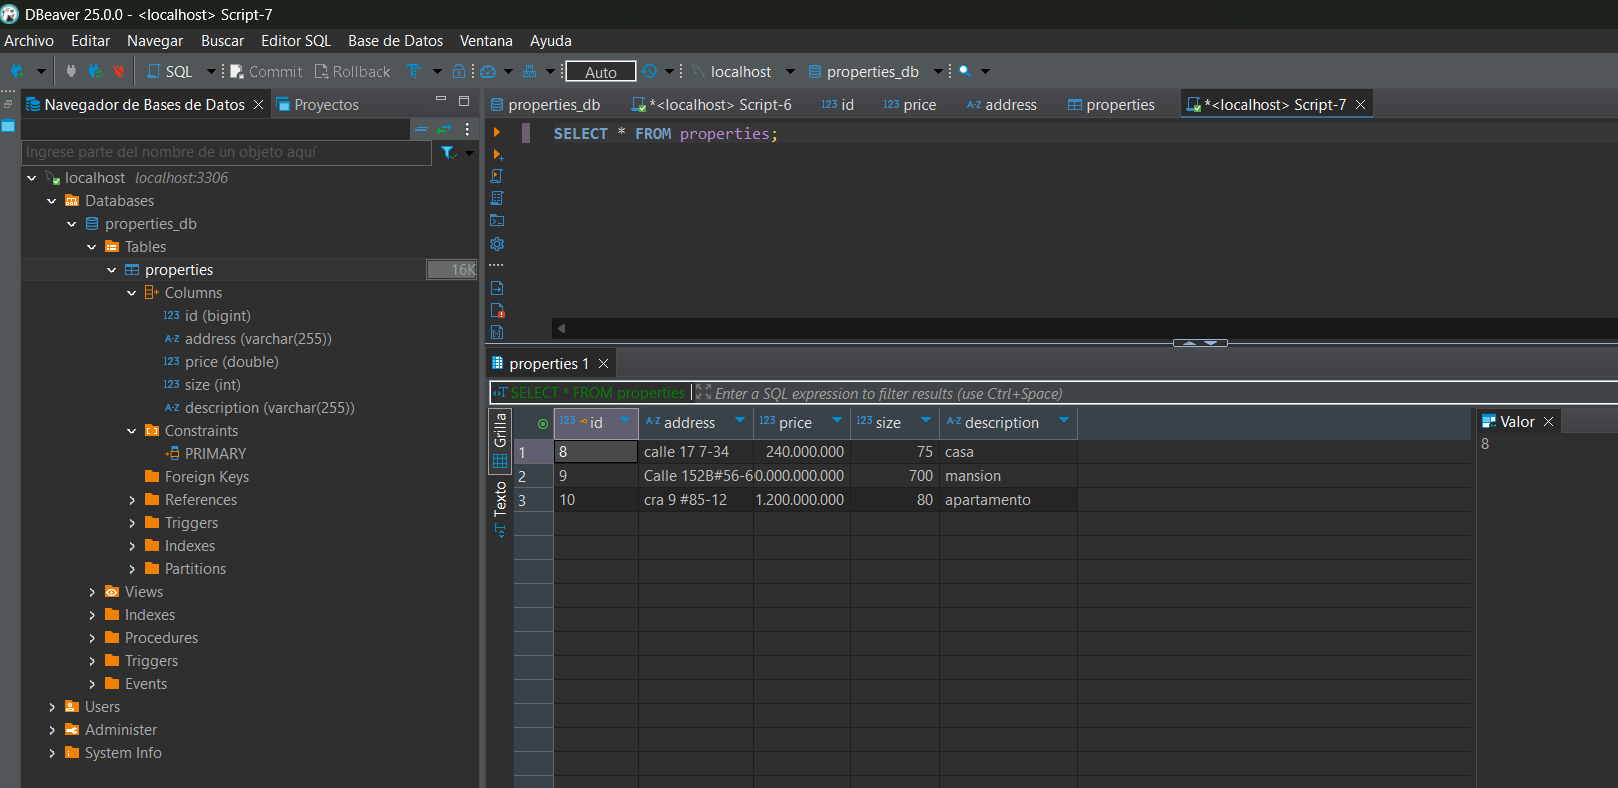 DBeaver 25.0.0 - <localhost> Script-7
Archivo Editar Navegar Buscar Editor SQL Base de Datos Ventana Ayuda
SQL Commit Rollback Auto localhost properties_db
Navegador de Bases de Datos Proyectos
properties_db *<localhost> Script-6 123 id 123 price A-Z address properties *<localhost> Script-7
Ingrese parte del nombre de un objeto aquí
localhost localhost:3306
Databases
properties_db
Tables
properties 16K
Columns
123 id (bigint)
A-Z address (varchar(255))
123 price (double)
123 size (int)
A-Z description (varchar(255))
Constraints
PRIMARY
Foreign Keys
References
Triggers
Indexes
Partitions
Views
Indexes
Procedures
Triggers
Events
Users
Administer
System Info
SELECT * FROM properties;
properties 1
SELECT * FROM properties Enter a SQL expression to filter results (use Ctrl+Space)
Grilla
Texto
123 id A-Z address 123 price 123 size A-Z description
1 8 calle 17 7-34 240.000.000 75 casa
2 9 Calle 152B#56-6 0.000.000.000 700 mansion
3 10 cra 9 #85-12 1.200.000.000 80 apartamento
Valor
8